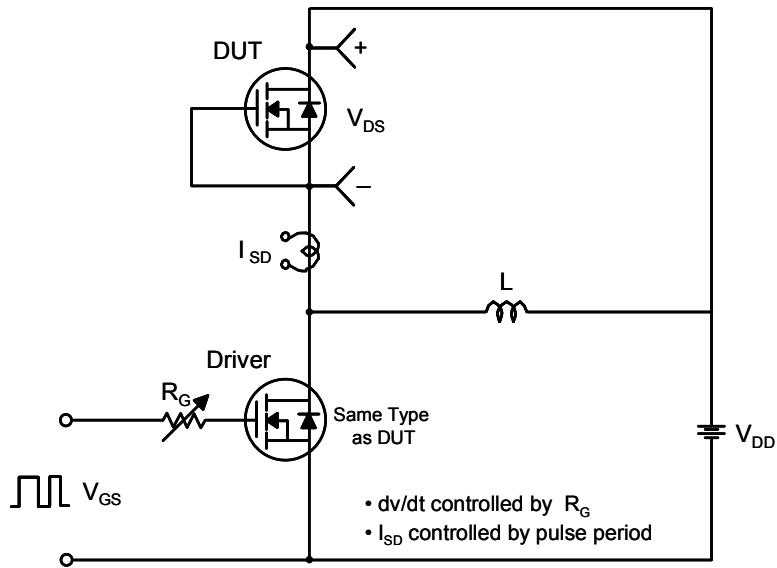 DUT
+
V_DS
–
I_SD
L
Driver
R_G
Same Type
as DUT
V_DD
V_GS
• dv/dt controlled by R_G
• I_SD controlled by pulse period